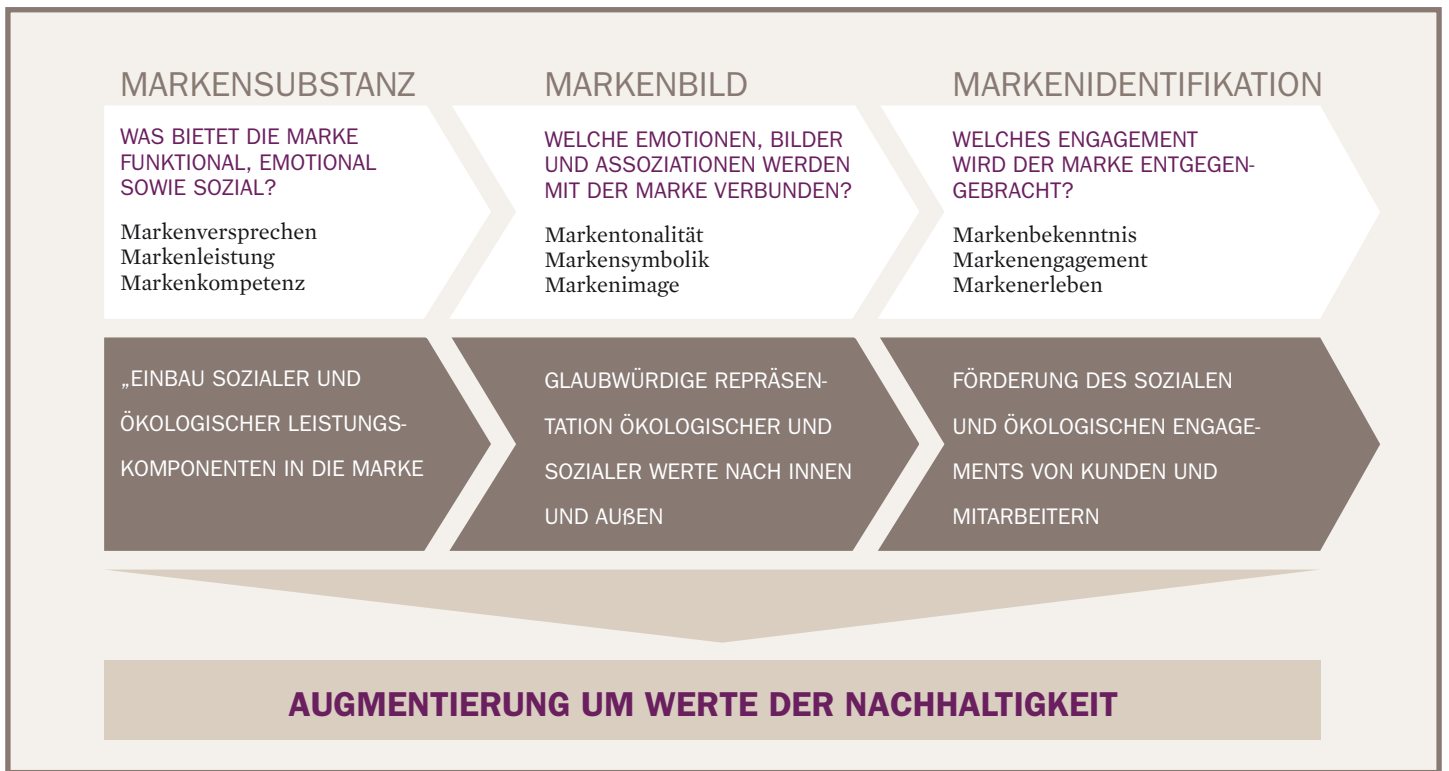 MARKENSUBSTANZ
WAS BIETET DIE MARKE
FUNKTIONAL, EMOTIONAL
SOWIE SOZIAL?
Markenversprechen
Markenleistung
Markenkompetenz
MARKENBILD
WELCHE EMOTIONEN, BILDER
UND ASSOZIATIONEN WERDEN
MIT DER MARKE VERBUNDEN?
Markentonalität
Markensymbolik
Markenimage
MARKENIDENTIFIKATION
WELCHES ENGAGEMENT
WIRD DER MARKE ENTGEGEN-
GEBRACHT?
Markenbekenntnis
Markenengagement
Markenerleben
„EINBAU SOZIALER UND
ÖKOLOGISCHER LEISTUNGS-
KOMPONENTEN IN DIE MARKE
GLAUBWÜRDIGE REPRÄSEN-
TATION ÖKOLOGISCHER UND
SOZIALER WERTE NACH INNEN
UND AUßEN
FÖRDERUNG DES SOZIALEN
UND ÖKOLOGISCHEN ENGAGE-
MENTS VON KUNDEN UND
MITARBEITERN
AUGMENTIERUNG UM WERTE DER NACHHALTIGKEIT